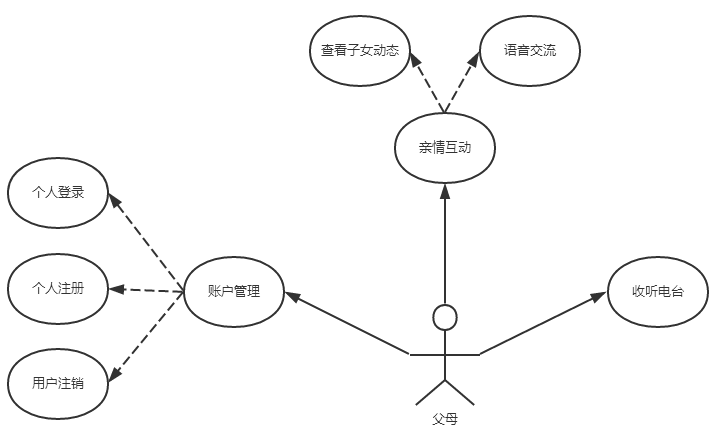 查看子女动态
语音交流
亲情互动
个人登录
个人注册
账户管理
收听电台
用户注销
父母